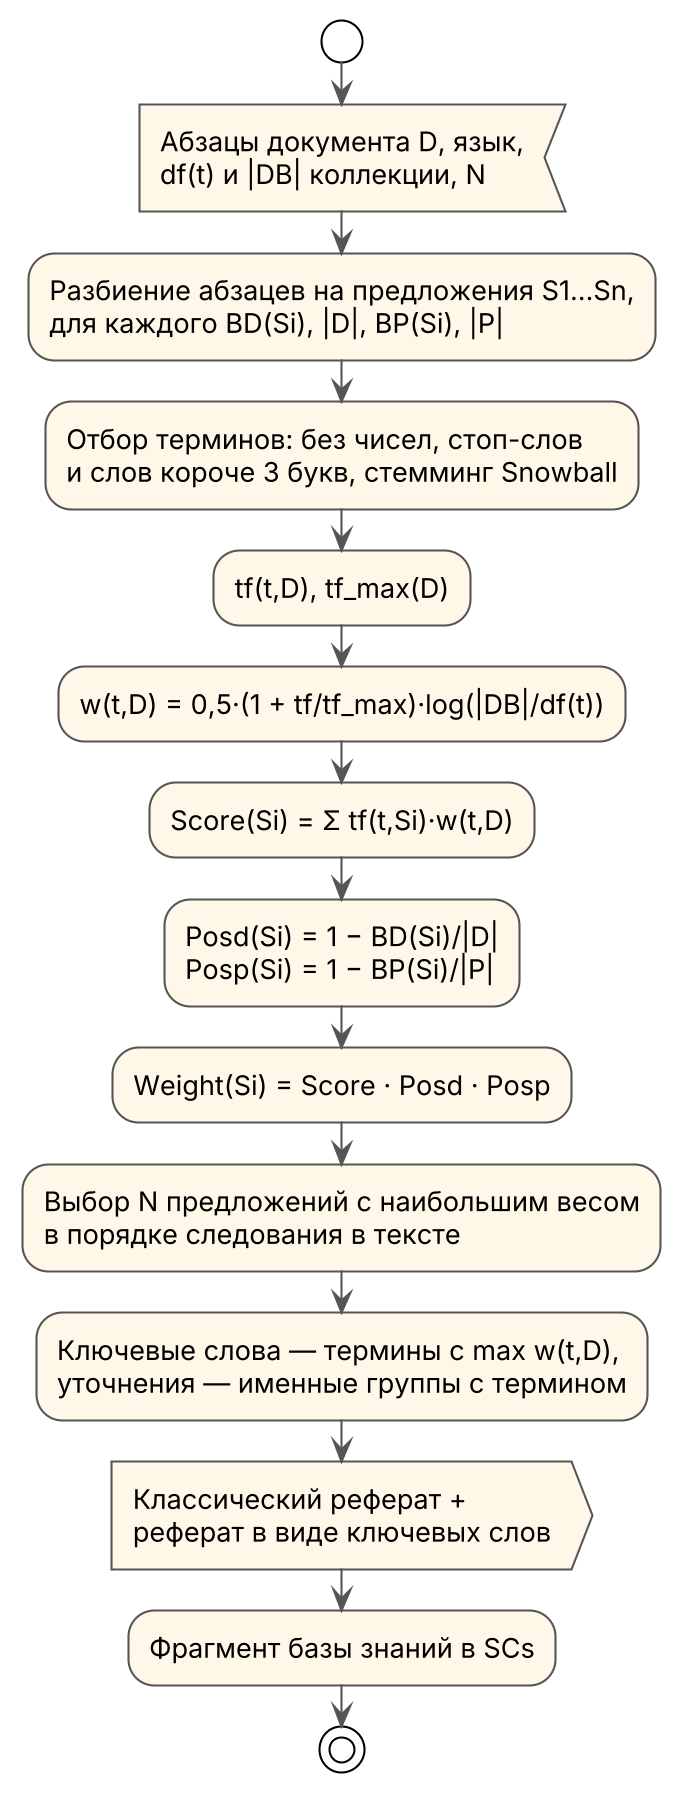 Абзацы документа D, язык,
df(t) и |DB| коллекции, N
Разбиение абзацев на предложения S1...Sn,
для каждого BD(Si), |D|, BP(Si), |P|
Отбор терминов: без чисел, стоп-слов
и слов короче 3 букв, стемминг Snowball
tf(t,D), tf_max(D)
w(t,D) = 0,5·(1 + tf/tf_max)·log(|DB|/df(t))
Score(Si) = Σ tf(t,Si)·w(t,D)
Posd(Si) = 1 − BD(Si)/|D|
Posp(Si) = 1 − BP(Si)/|P|
Weight(Si) = Score · Posd · Posp
Выбор N предложений с наибольшим весом
в порядке следования в тексте
Ключевые слова — термины с max w(t,D),
уточнения — именные группы с термином
Классический реферат +
реферат в виде ключевых слов
Фрагмент базы знаний в SCs